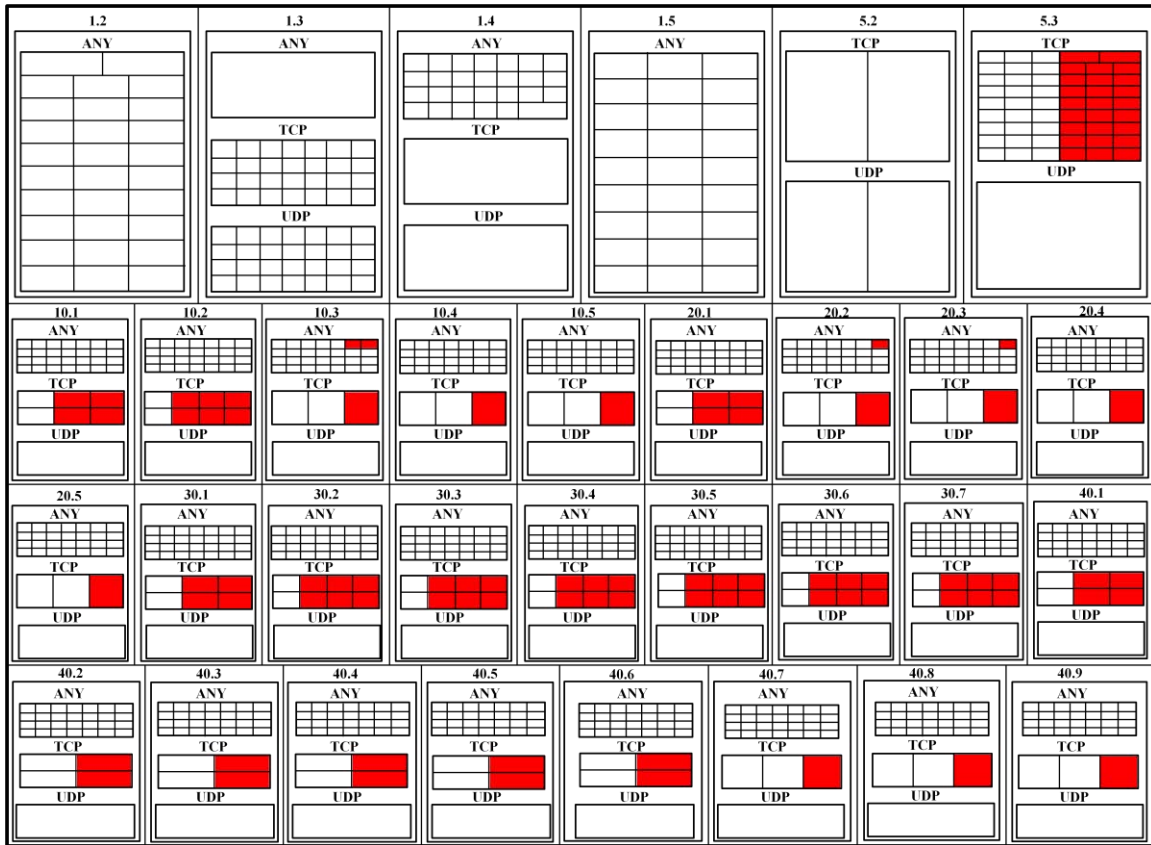 1.2 1.3 1.4 1.5 5.2 5.3
ANY ANY ANY ANY TCP TCP
TCP TCP UDP UDP
UDP UDP
10.1 10.2 10.3 10.4 10.5 20.1 20.2 20.3 20.4
ANY ANY ANY ANY ANY ANY ANY ANY ANY
TCP TCP TCP TCP TCP TCP TCP TCP TCP
UDP UDP UDP UDP UDP UDP UDP UDP UDP
20.5 30.1 30.2 30.3 30.4 30.5 30.6 30.7 40.1
ANY ANY ANY ANY ANY ANY ANY ANY ANY
TCP TCP TCP TCP TCP TCP TCP TCP TCP
UDP UDP UDP UDP UDP UDP UDP UDP UDP
40.2 40.3 40.4 40.5 40.6 40.7 40.8 40.9
ANY ANY ANY ANY ANY ANY ANY ANY
TCP TCP TCP TCP TCP TCP TCP TCP
UDP UDP UDP UDP UDP UDP UDP UDP